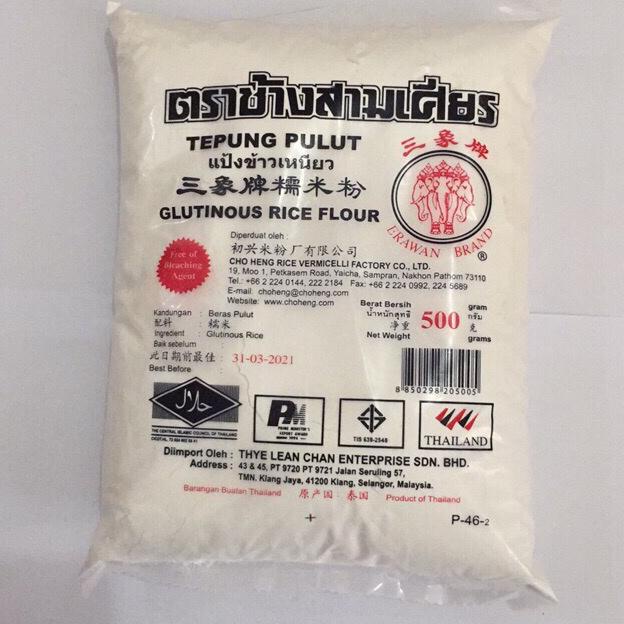 ตราช้างสามเศียร
TEPUNG PULUT
แป้งข้าวเหนียว
三象牌糯米粉
GLUTINOUS RICE FLOUR
三象牌
ERAWAN BRAND
®
Free of
Bleaching
Agent
Diperduat oleh :
初兴米粉厂有限公司
CHO HENG RICE VERMICELLI FACTORY CO., LTD.
19, Moo 1, Petkasem Road, Yaicha, Sampran, Nakhon Pathom 73110
Tel.: +66 2 224 0144, 222 2184 Fax: +66 2 224 0992, 224 5689
E-mail : choheng@choheng.com
Website: www.choheng.com
Kandungan : Beras Pulut
配料 : 糯米
Ingredient : Glutinous Rice
Baik sebelum
此日期前最佳 : 31-03-2021
Best Before
Berat Bersih
น้ำหนักสุทธิ
净重
Net Weight
500
gram
กรัม
克
grams
8 850298 205005
حلال
THE CENTRAL ISLAMIC COUNCIL OF THAILAND
PM
PRIME MINISTER'S
EXPORT AWARD
TIS 639-2548
THAILAND
Diimport Oleh : THYE LEAN CHAN ENTERPRISE SDN. BHD.
Address : 43 & 45, PT 9720 PT 9721 Jalan Seruling 57,
TMN. Klang Jaya, 41200 Klang, Selangor, Malaysia.
Barangan Buatan Thailand 原产国 : 泰国 Product of Thailand
P-46-2